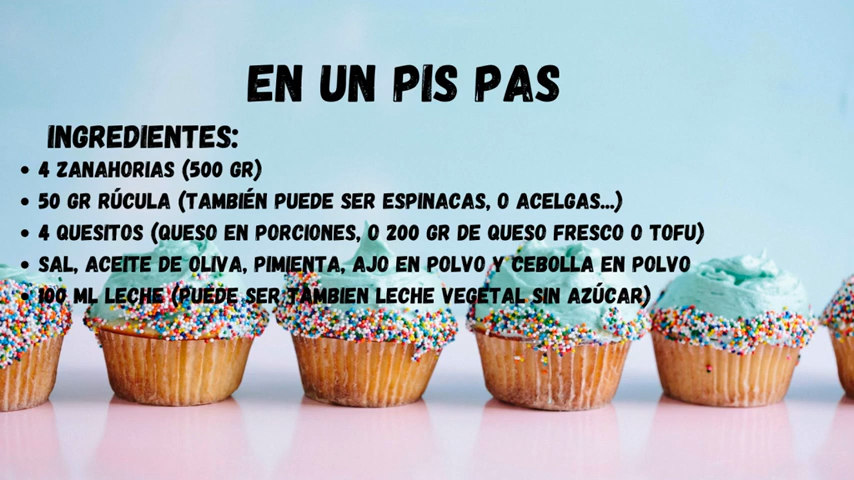 EN UN PIS PAS
INGREDIENTES:
• 4 ZANAHORIAS (500 GR)
• 50 GR RÚCULA (TAMBIÉN PUEDE SER ESPINACAS, O ACELGAS...)
• 4 QUESITOS (QUESO EN PORCIONES, O 200 GR DE QUESO FRESCO O TOFU)
• SAL, ACEITE DE OLIVA, PIMIENTA, AJO EN POLVO Y CEBOLLA EN POLVO
• 100 ML LECHE (PUEDE SER TAMBIEN LECHE VEGETAL SIN AZÚCAR)